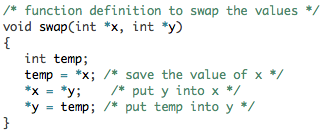 /* function definition to swap the values */
void swap(int *x, int *y)
{
   int temp;
   temp = *x; /* save the value of x */
   *x = *y;    /* put y into x */
   *y = temp; /* put temp into y */
}